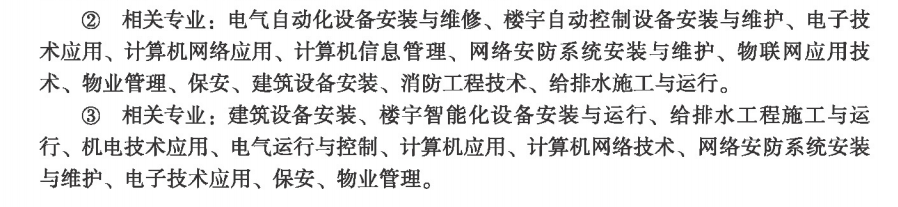 ② 相关专业：电气自动化设备安装与维修、楼宇自动控制设备安装与维护、电子技
术应用、计算机网络应用、计算机信息管理、网络安防系统安装与维护、物联网应用技
术、物业管理、保安、建筑设备安装、消防工程技术、给排水施工与运行。
③ 相关专业：建筑设备安装、楼宇智能化设备安装与运行、给排水工程施工与运
行、机电技术应用、电气运行与控制、计算机应用、计算机网络技术、网络安防系统安装
与维护、电子技术应用、保安、物业管理。